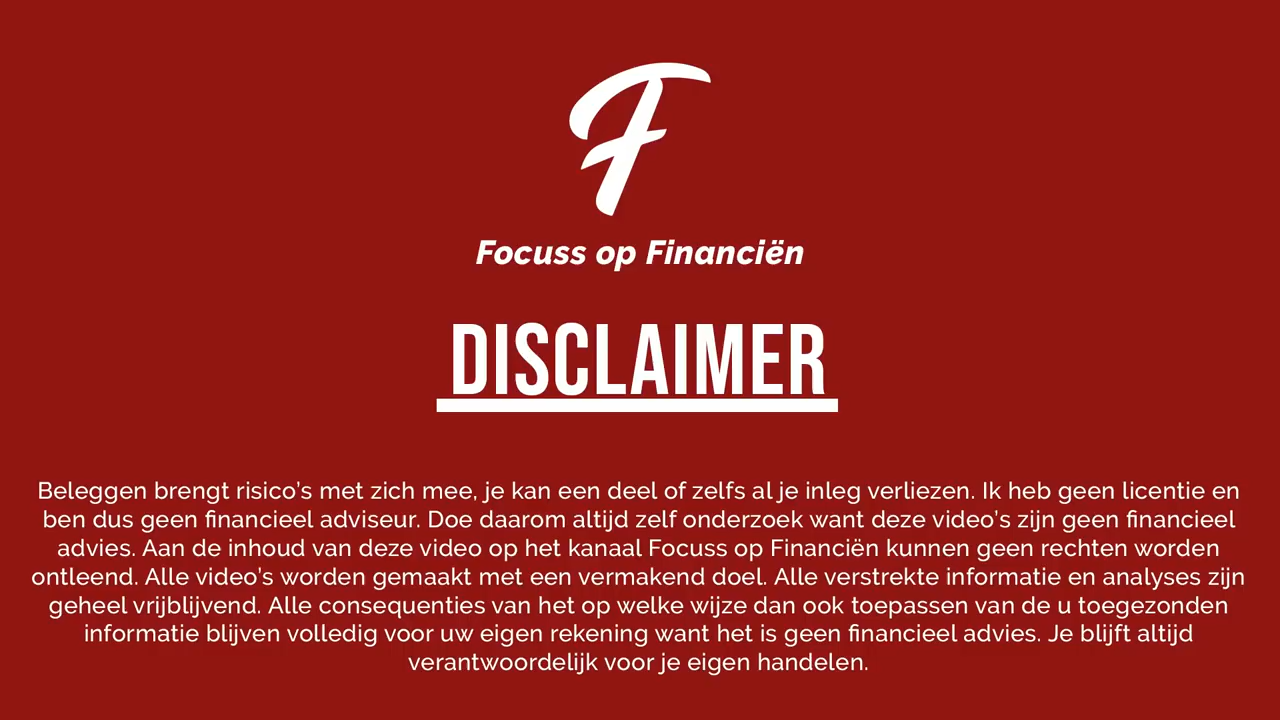 F
Focuss op Financiën
DISCLAIMER
Beleggen brengt risico’s met zich mee, je kan een deel of zelfs al je inleg verliezen. Ik heb geen licentie en
ben dus geen financieel adviseur. Doe daarom altijd zelf onderzoek want deze video’s zijn geen financieel
advies. Aan de inhoud van deze video op het kanaal Focuss op Financiën kunnen geen rechten worden
ontleend. Alle video’s worden gemaakt met een vermakend doel. Alle verstrekte informatie en analyses zijn
geheel vrijblijvend. Alle consequenties van het op welke wijze dan ook toepassen van de u toegezonden
informatie blijven volledig voor uw eigen rekening want het is geen financieel advies. Je blijft altijd
verantwoordelijk voor je eigen handelen.